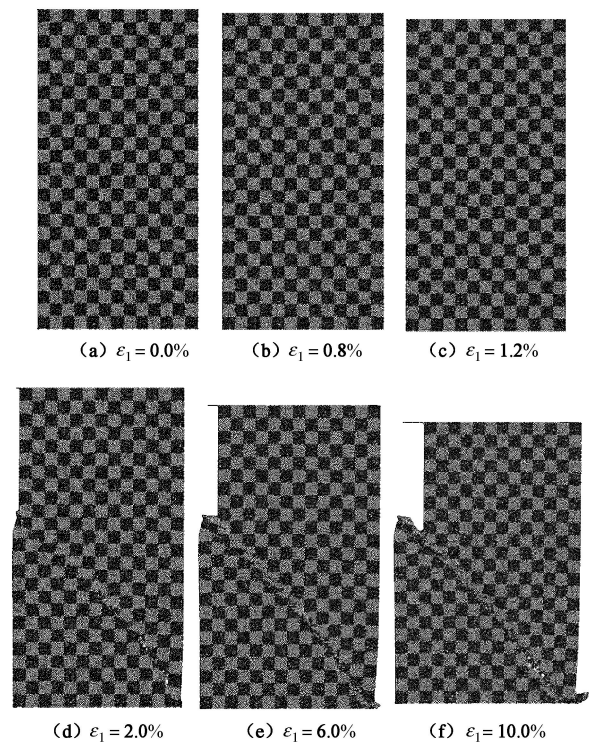 (a) ε₁ = 0.0%
(b) ε₁ = 0.8%
(c) ε₁ = 1.2%
(d) ε₁ = 2.0%
(e) ε₁ = 6.0%
(f) ε₁ = 10.0%